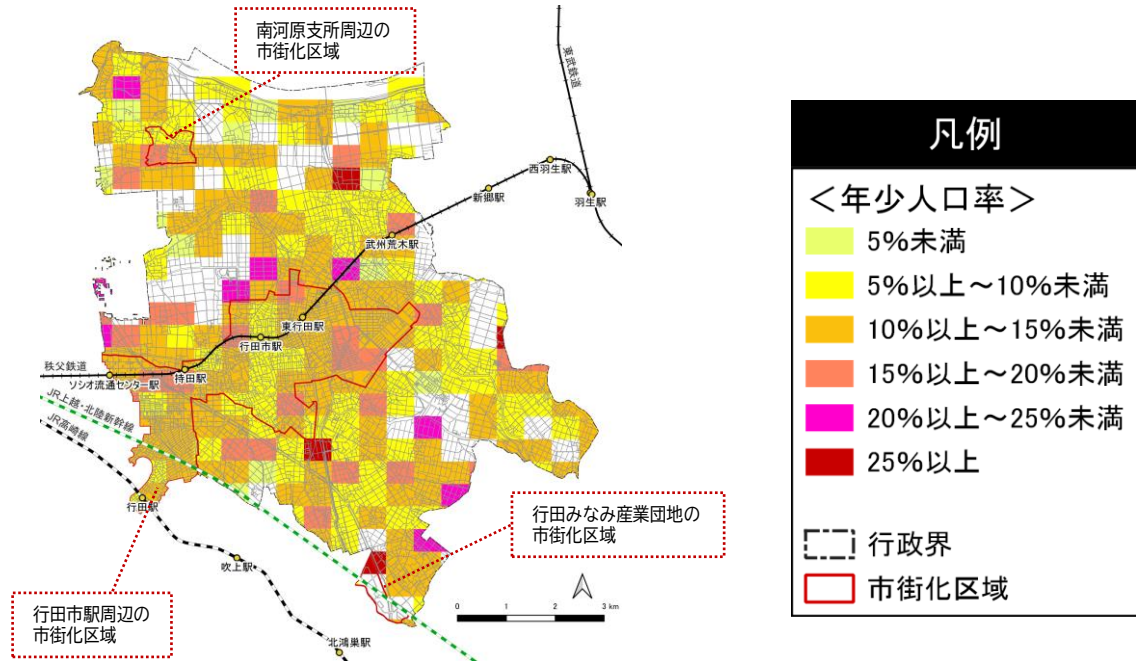 南河原支所周辺の
市街化区域
東武鉄道
西羽生駅
新郷駅
羽生駅
武州荒木駅
東行田駅
行田市駅
秩父鉄道
持田駅
ソシオ流通センター駅
JR上越・北陸新幹線
JR高崎線
行田駅
吹上駅
北鴻巣駅
行田みなみ産業団地の
市街化区域
行田市駅周辺の
市街化区域
0 1 2 3 km
凡例
＜年少人口率＞
5%未満
5%以上～10%未満
10%以上～15%未満
15%以上～20%未満
20%以上～25%未満
25%以上
行政界
市街化区域